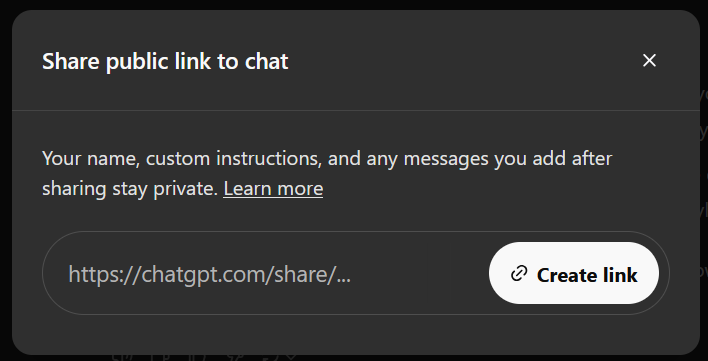 Share public link to chat
Your name, custom instructions, and any messages you add after
sharing stay private. Learn more
https://chatgpt.com/share/...
Create link